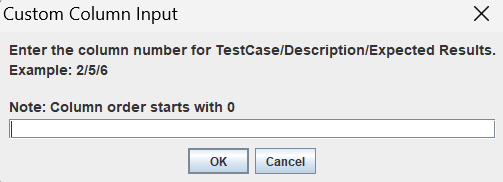 Custom Column Input
Enter the column number for TestCase/Description/Expected Results.
Example: 2/5/6
Note: Column order starts with 0
OK
Cancel